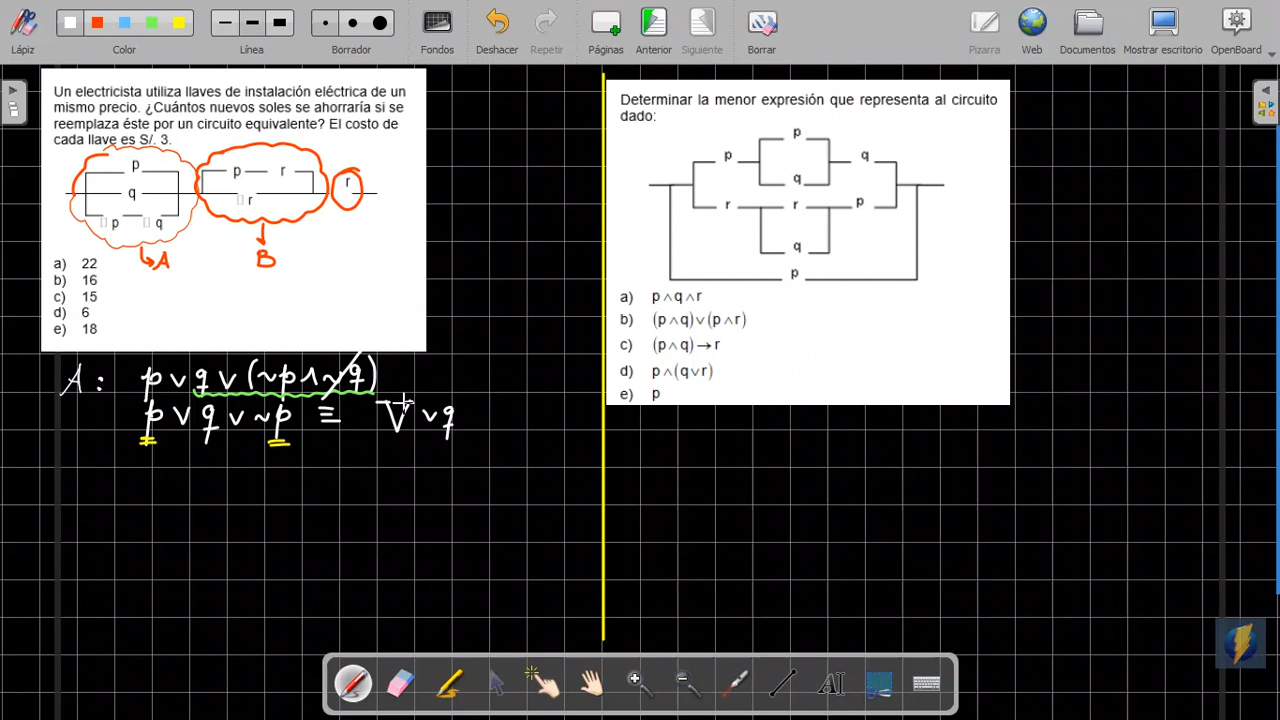 Lápiz
Color
Línea
Borrador
Fondos
Deshacer
Repetir
Páginas
Anterior
Siguiente
Borrar
Pizarra
Web
Documentos
Mostrar escritorio
OpenBoard
Un electricista utiliza llaves de instalación eléctrica de un
mismo precio. ¿Cuántos nuevos soles se ahorraría si se
reemplaza éste por un circuito equivalente? El costo de
cada llave es S/. 3.
p
q
□ p □ q
p r
□ r
r
A
B
a) 22
b) 16
c) 15
d) 6
e) 18
A: p ∨ q ∨ (~p ∧ ~q)
p ∨ q ∨ ~p ≡ V ∨ q
Determinar la menor expresión que representa al circuito
dado:
p
p q
q
r r p
q
p
a) p ∧ q ∧ r
b) (p ∧ q) ∨ (p ∧ r)
c) (p ∧ q) → r
d) p ∧ (q ∨ r)
e) p